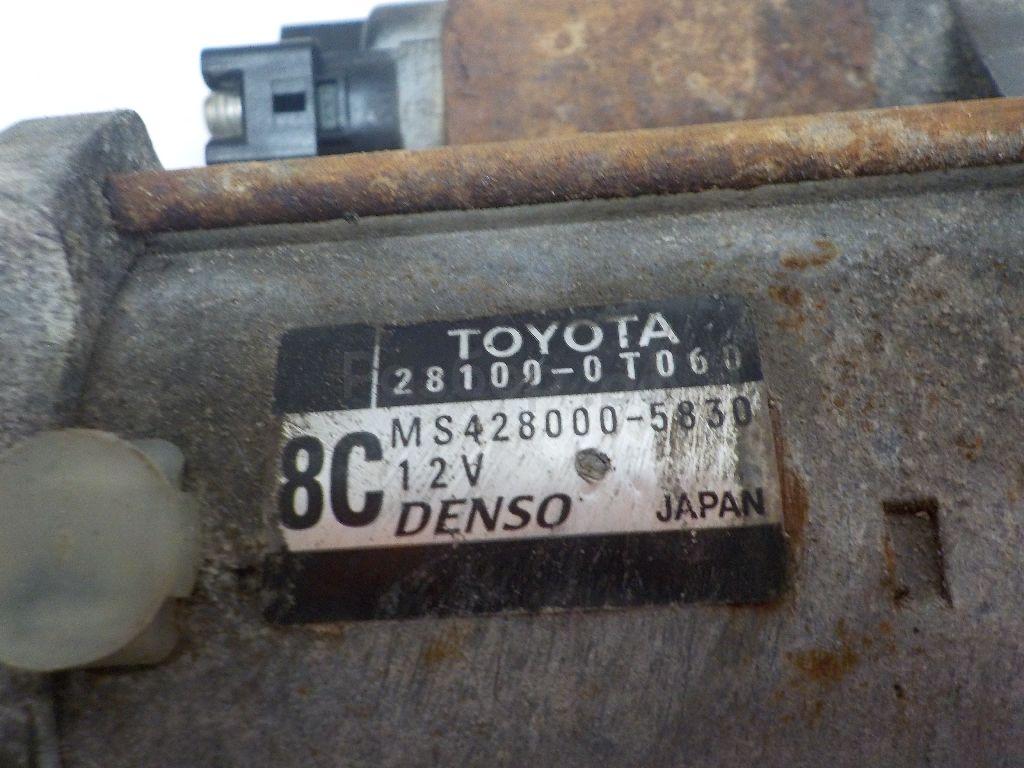 TOYOTA
28100-0T060
MS428000-5830
8C
12V
DENSO JAPAN